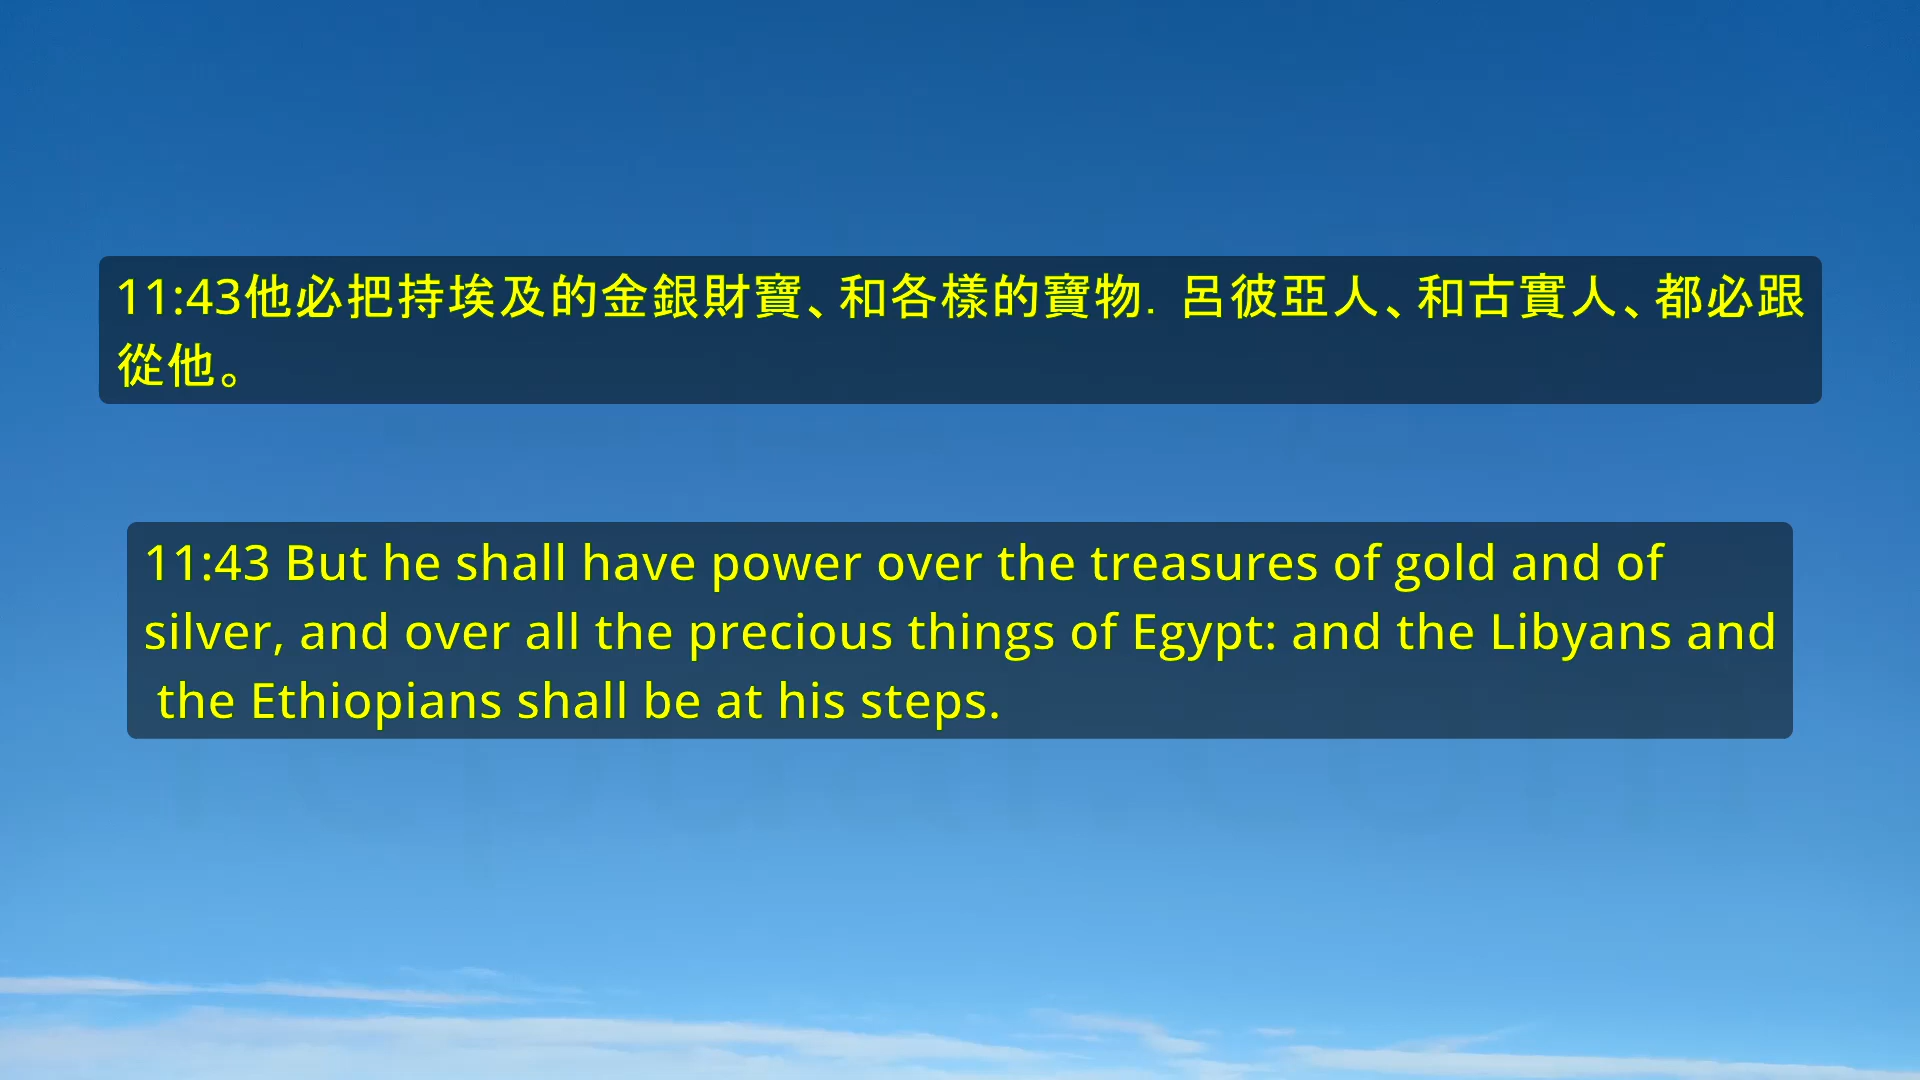 11:43他必把持埃及的金銀財寶、和各樣的寶物. 呂彼亞人、和古實人、都必跟
從他。
11:43 But he shall have power over the treasures of gold and of
silver, and over all the precious things of Egypt: and the Libyans and
the Ethiopians shall be at his steps.